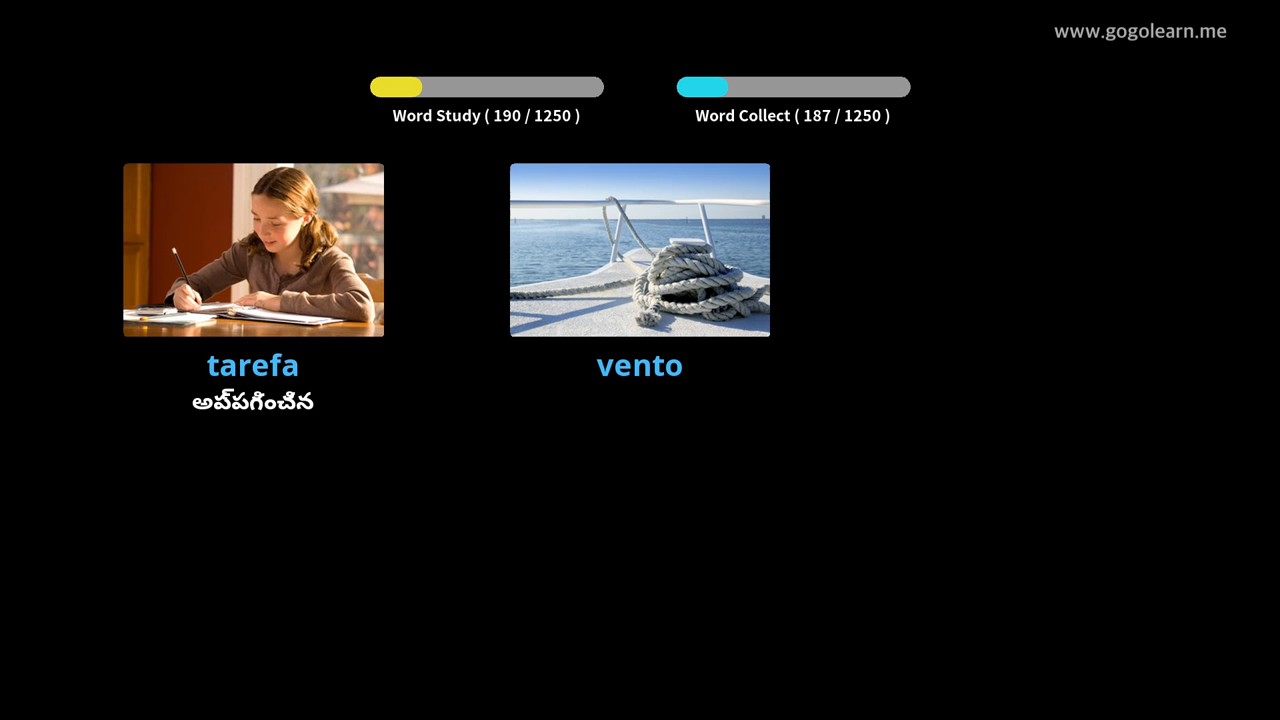 www.gogolearn.me
Word Study ( 190 / 1250 )
Word Collect ( 187 / 1250 )
tarefa
vento
అప్పగించిన